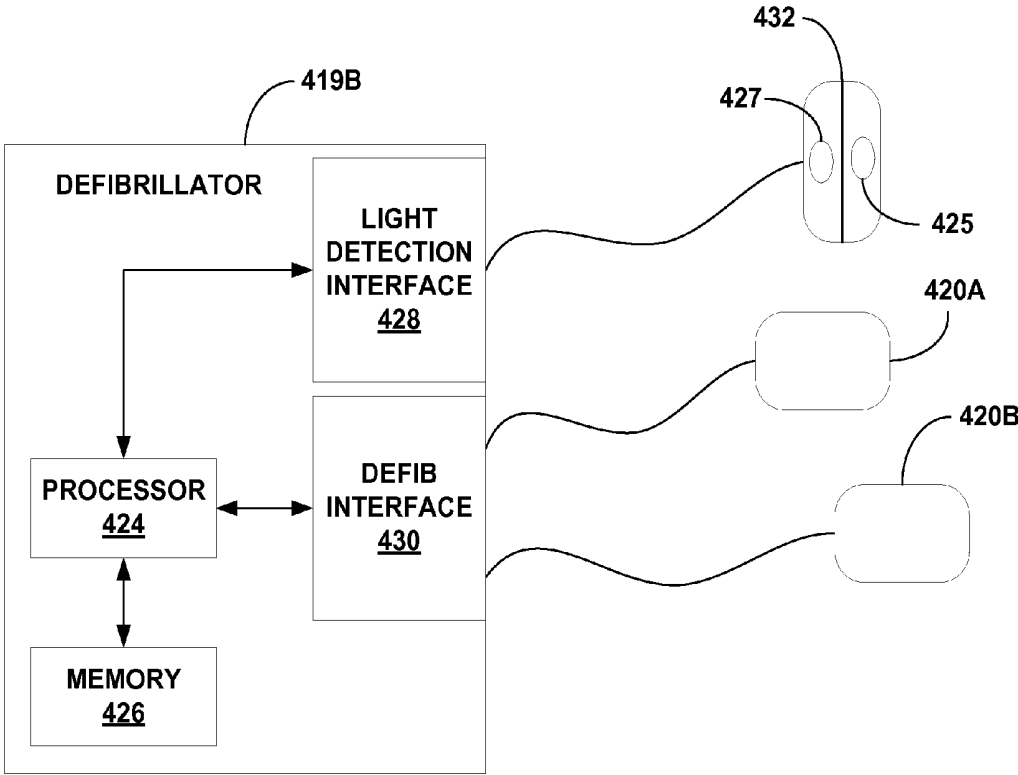 432
419B
427
DEFIBRILLATOR
LIGHT
DETECTION
INTERFACE
428
425
420A
420B
PROCESSOR
424
DEFIB
INTERFACE
430
MEMORY
426